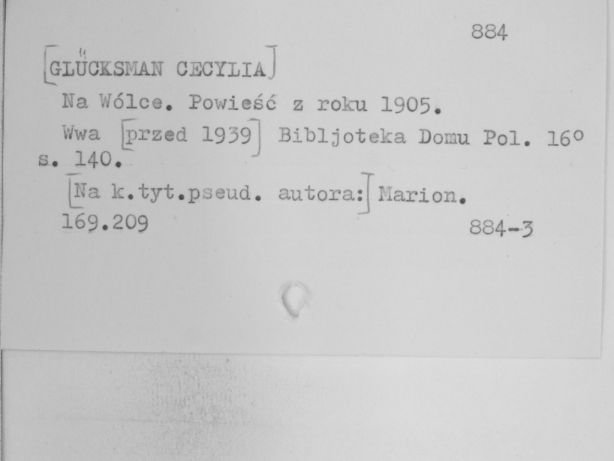 884
[GLÜCKSMAN CECYLIA]
Na Wólce. Powieść z roku 1905.
Wwa [przed 1939] Bibljoteka Domu Pol. 16º
s. 140.
[Na k.tyt.pseud. autora:] Marion.
169.209 884-3